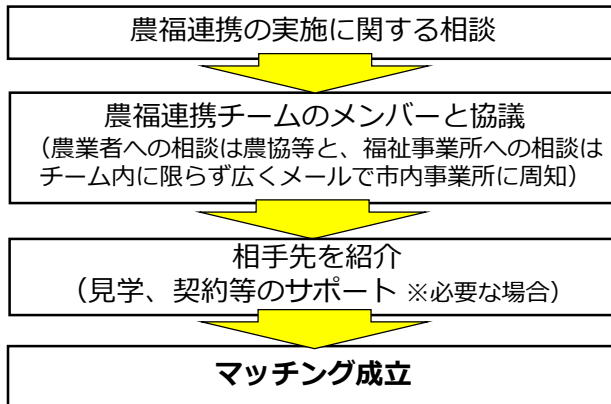 農福連携の実施に関する相談
農福連携チームのメンバーと協議
（農業者への相談は農協等と、福祉事業所への相談は
チーム内に限らず広くメールで市内事業所に周知）
相手先を紹介
（見学、契約等のサポート ※必要な場合）
マッチング成立